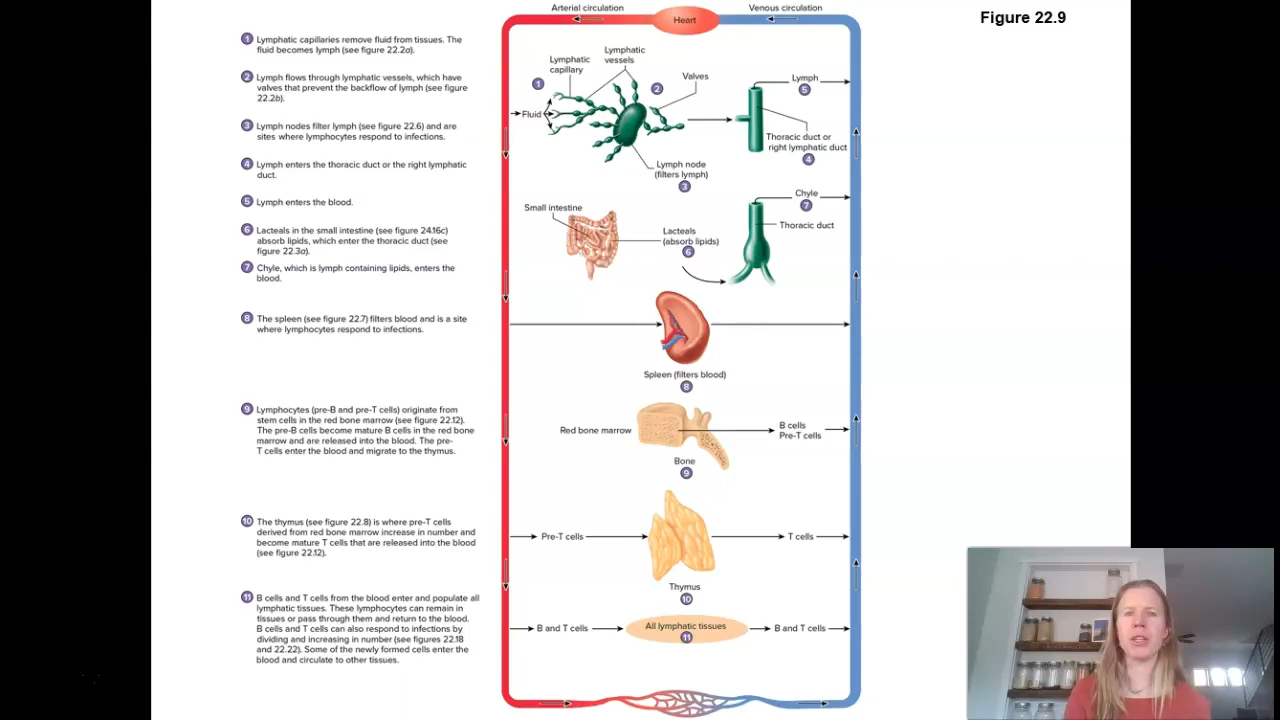 Figure 22.9
1 Lymphatic capillaries remove fluid from tissues. The
fluid becomes lymph (see figure 22.2a).
2 Lymph flows through lymphatic vessels, which have
valves that prevent the backflow of lymph (see figure
22.2b).
3 Lymph nodes filter lymph (see figure 22.6) and are
sites where lymphocytes respond to infections.
4 Lymph enters the thoracic duct or the right lymphatic
duct.
5 Lymph enters the blood.
6 Lacteals in the small intestine (see figure 24.16c)
absorb lipids, which enter the thoracic duct (see
figure 22.3a).
7 Chyle, which is lymph containing lipids, enters the
blood.
8 The spleen (see figure 22.7) filters blood and is a site
where lymphocytes respond to infections.
9 Lymphocytes (pre-B and pre-T cells) originate from
stem cells in the red bone marrow (see figure 22.12).
The pre-B cells become mature B cells in the red bone
marrow and are released into the blood. The pre-
T cells enter the blood and migrate to the thymus.
10 The thymus (see figure 22.8) is where pre-T cells
derived from red bone marrow increase in number and
become mature T cells that are released into the blood
(see figure 22.12).
11 B cells and T cells from the blood enter and populate all
lymphatic tissues. These lymphocytes can remain in
tissues or pass through them and return to the blood.
B cells and T cells can also respond to infections by
dividing and increasing in number (see figures 22.18
and 22.22). Some of the newly formed cells enter the
blood and circulate to other tissues.
Arterial circulation
Heart
Venous circulation
Lymphatic
capillary
Lymphatic
vessels
1
2
Valves
Lymph
5
Fluid
Thoracic duct or
right lymphatic duct
4
Lymph node
(filters lymph)
3
Small intestine
Lacteals
(absorb lipids)
6
Chyle
7
Thoracic duct
Spleen (filters blood)
8
Red bone marrow
B cells
Pre-T cells
Bone
9
Pre-T cells
T cells
Thymus
10
B and T cells
All lymphatic tissues
11
B and T cells